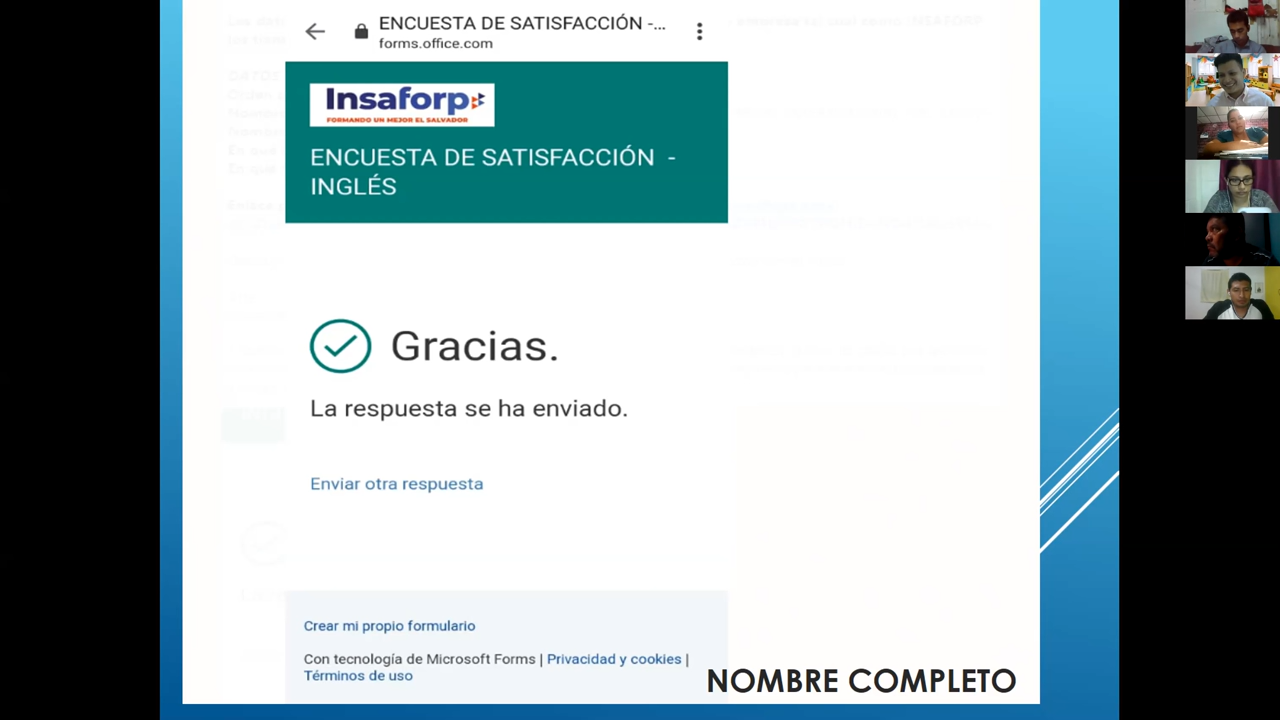 ENCUESTA DE SATISFACCIÓN -...
forms.office.com
Insaforp
FORMANDO UN MEJOR EL SALVADOR
ENCUESTA DE SATISFACCIÓN -
INGLÉS
Gracias.
La respuesta se ha enviado.
Enviar otra respuesta
Crear mi propio formulario
Con tecnología de Microsoft Forms | Privacidad y cookies |
Términos de uso
NOMBRE COMPLETO